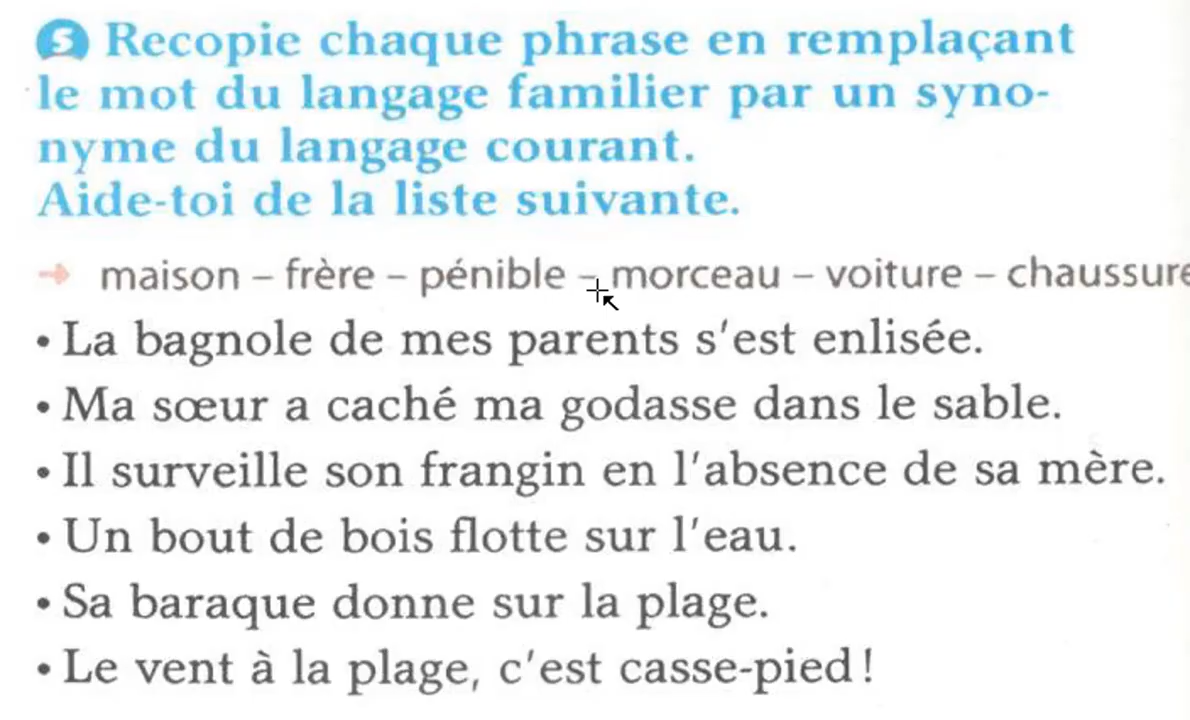 5 Recopie chaque phrase en remplaçant
le mot du langage familier par un syno-
nyme du langage courant.
Aide-toi de la liste suivante.
→ maison – frère – pénible – morceau – voiture – chaussure
• La bagnole de mes parents s'est enlisée.
• Ma sœur a caché ma godasse dans le sable.
• Il surveille son frangin en l'absence de sa mère.
• Un bout de bois flotte sur l'eau.
• Sa baraque donne sur la plage.
• Le vent à la plage, c'est casse-pied !